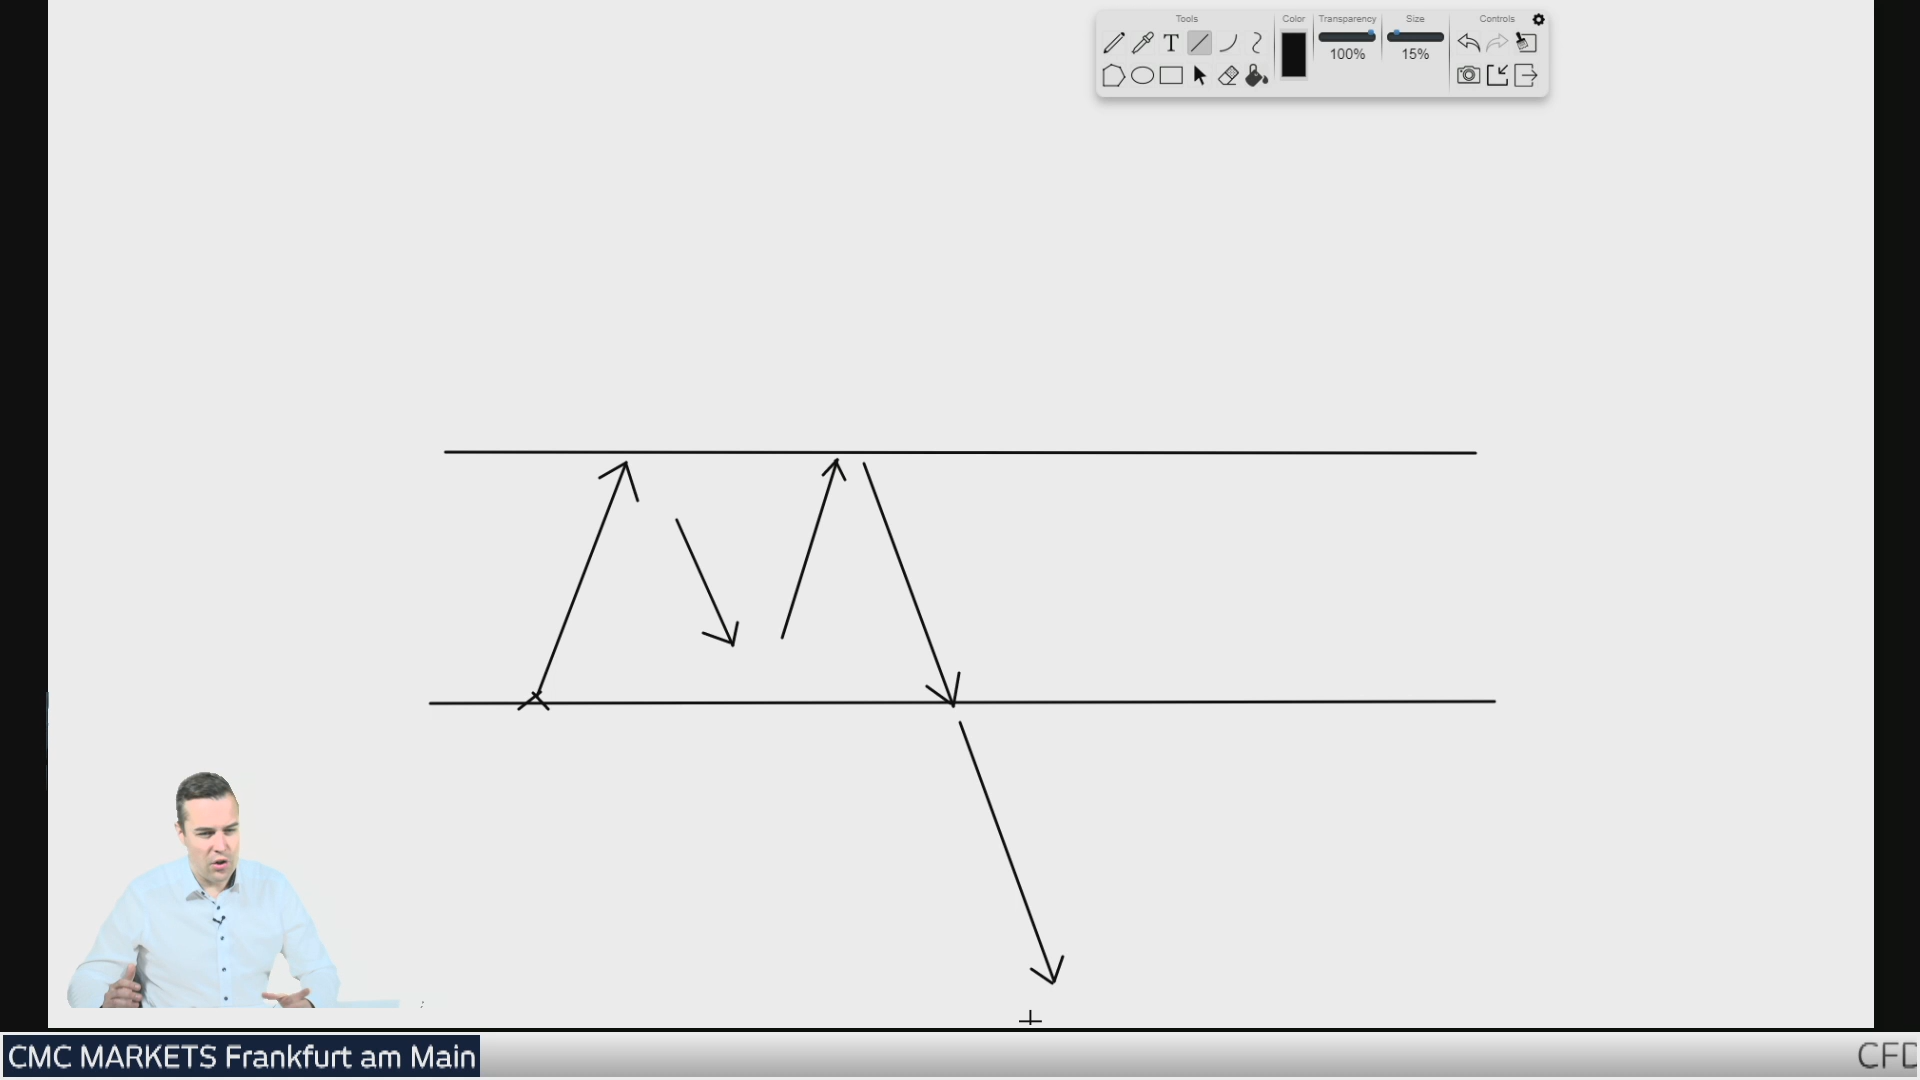 Tools
Color
Transparency
Size
Controls
T
100%
15%
CMC MARKETS Frankfurt am Main
CFD